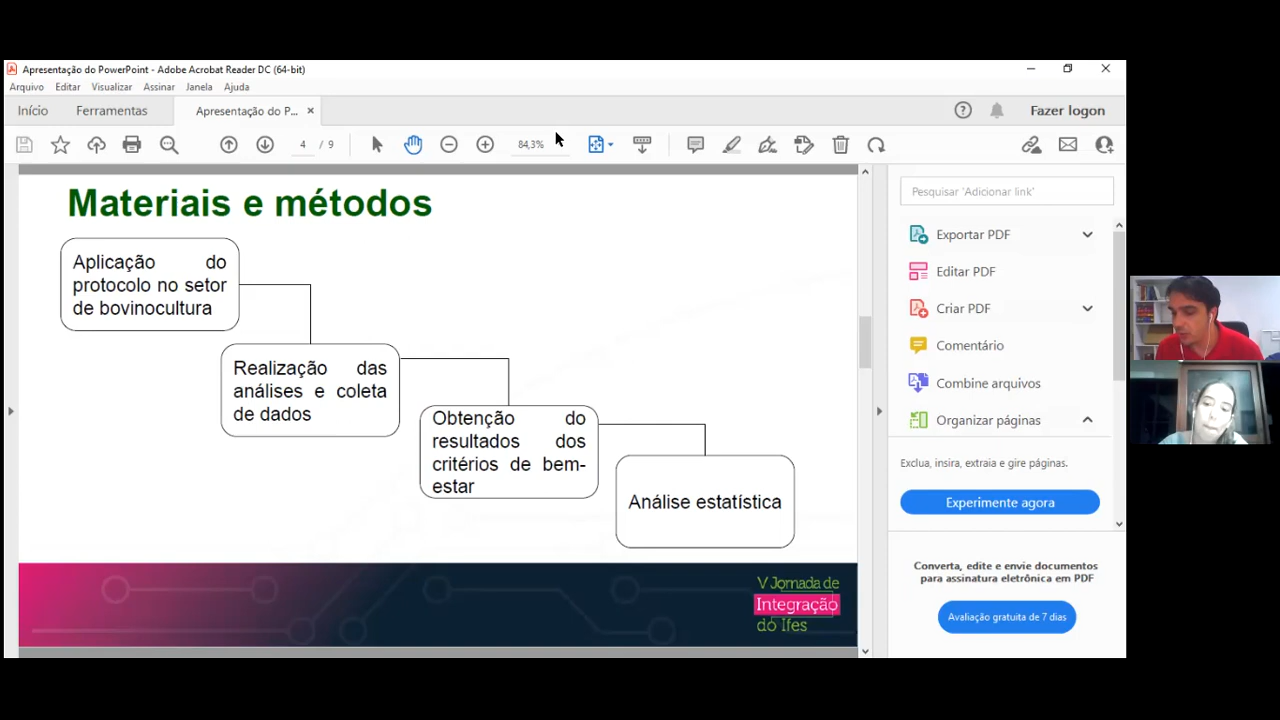 Apresentação do PowerPoint - Adobe Acrobat Reader DC (64-bit)
Arquivo Editar Visualizar Assinar Janela Ajuda
Início Ferramentas Apresentação do P... × Fazer logon
4 / 9 84,3%
Materiais e métodos
Aplicação do
protocolo no setor
de bovinocultura
Realização das
análises e coleta
de dados
Obtenção do
resultados dos
critérios de bem-
estar
Análise estatística
V Jornada de
Integração
do Ifes
Pesquisar 'Adicionar link'
Exportar PDF
Editar PDF
Criar PDF
Comentário
Combine arquivos
Organizar páginas
Exclua, insira, extraia e gire páginas.
Experimente agora
Converta, edite e envie documentos
para assinatura eletrônica em PDF
Avaliação gratuita de 7 dias